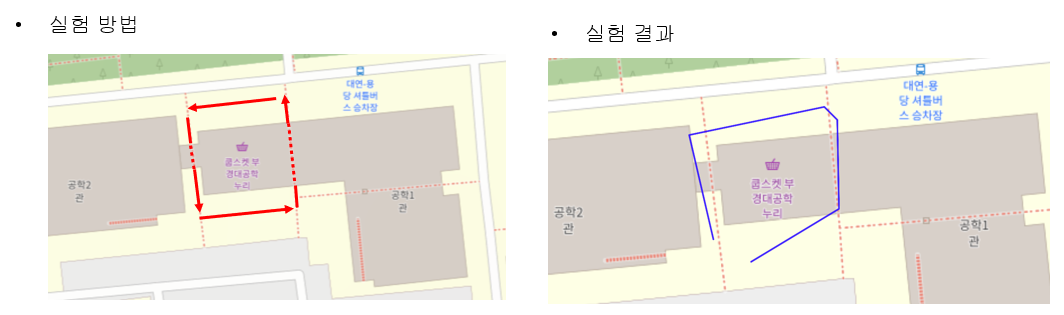 • 실험 방법
• 실험 결과
대연-용
당 셔틀버
스 승차장
쿱스켓 부
경대공학
누리
공학2
관
공학1
관
대연-용
당 셔틀버
스 승차장
쿱스켓 부
경대공학
누리
공학2
관
공학1
관